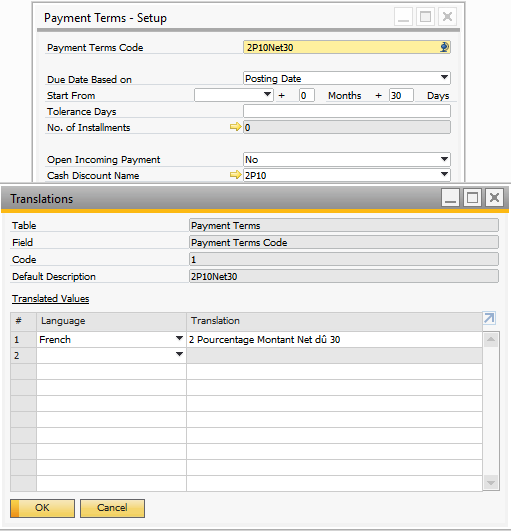 Payment Terms - Setup
Payment Terms Code 2P10Net30
Due Date Based on Posting Date
Start From + 0 Months + 30 Days
Tolerance Days
No. of Installments 0
Open Incoming Payment No
Cash Discount Name 2P10
Translations
Table Payment Terms
Field Payment Terms Code
Code 1
Default Description 2P10Net30
Translated Values
# Language Translation
1 French 2 Pourcentage Montant Net dû 30
2
OK Cancel